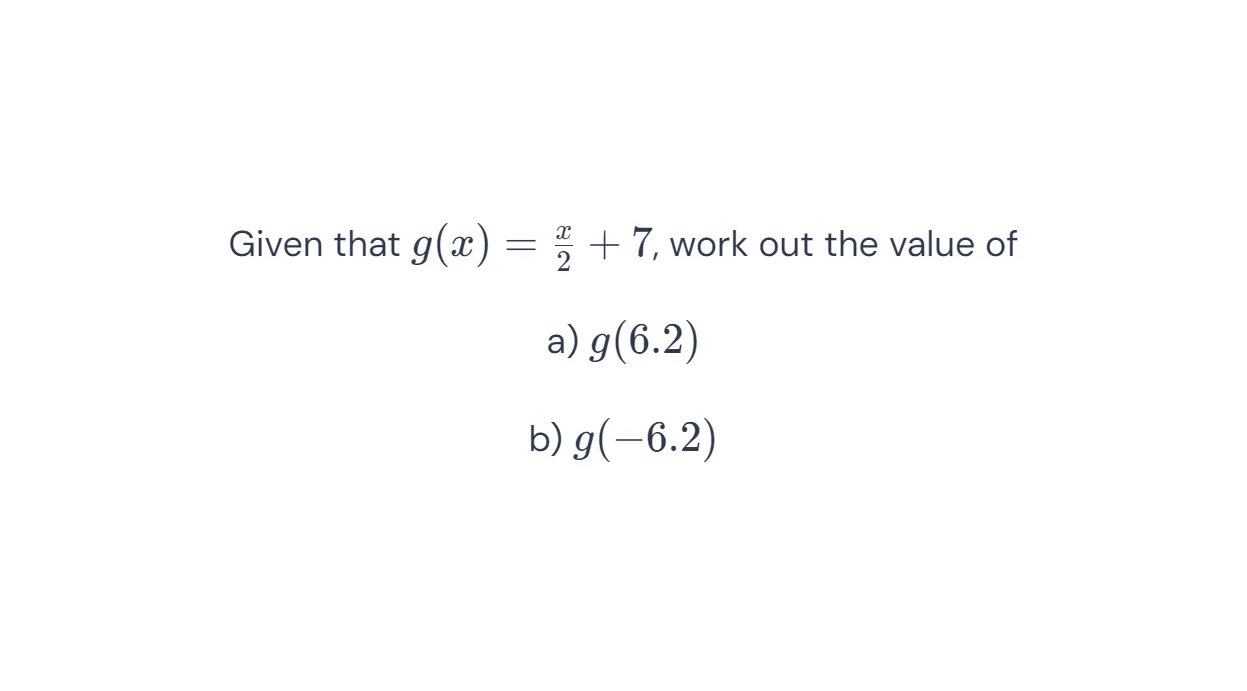 Given that g(x) = x/2 + 7, work out the value of
a) g(6.2)
b) g(−6.2)